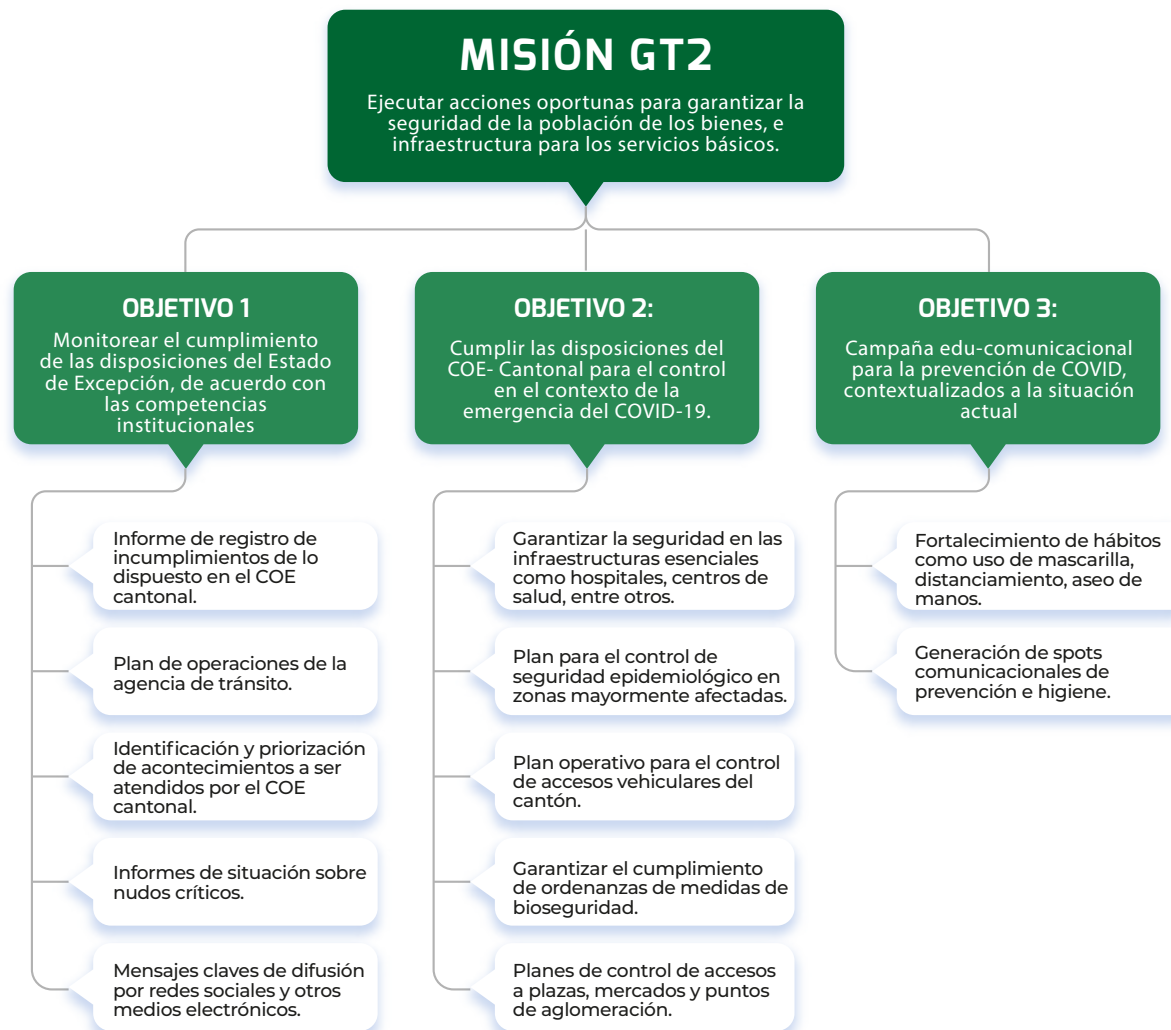 MISIÓN GT2
Ejecutar acciones oportunas para garantizar la
seguridad de la población de los bienes, e
infraestructura para los servicios básicos.
OBJETIVO 1
Monitorear el cumplimiento
de las disposiciones del Estado
de Excepción, de acuerdo con
las competencias
institucionales
Informe de registro de
incumplimientos de lo
dispuesto en el COE
cantonal.
Plan de operaciones de la
agencia de tránsito.
Identificación y priorización
de acontecimientos a ser
atendidos por el COE
cantonal.
Informes de situación sobre
nudos críticos.
Mensajes claves de difusión
por redes sociales y otros
medios electrónicos.
OBJETIVO 2:
Cumplir las disposiciones del
COE- Cantonal para el control
en el contexto de la
emergencia del COVID-19.
Garantizar la seguridad en las
infraestructuras esenciales
como hospitales, centros de
salud, entre otros.
Plan para el control de
seguridad epidemiológico en
zonas mayormente afectadas.
Plan operativo para el control
de accesos vehiculares del
cantón.
Garantizar el cumplimiento
de ordenanzas de medidas de
bioseguridad.
Planes de control de accesos
a plazas, mercados y puntos
de aglomeración.
OBJETIVO 3:
Campaña edu-comunicacional
para la prevención de COVID,
contextualizados a la situación
actual
Fortalecimiento de hábitos
como uso de mascarilla,
distanciamiento, aseo de
manos.
Generación de spots
comunicacionales de
prevención e higiene.